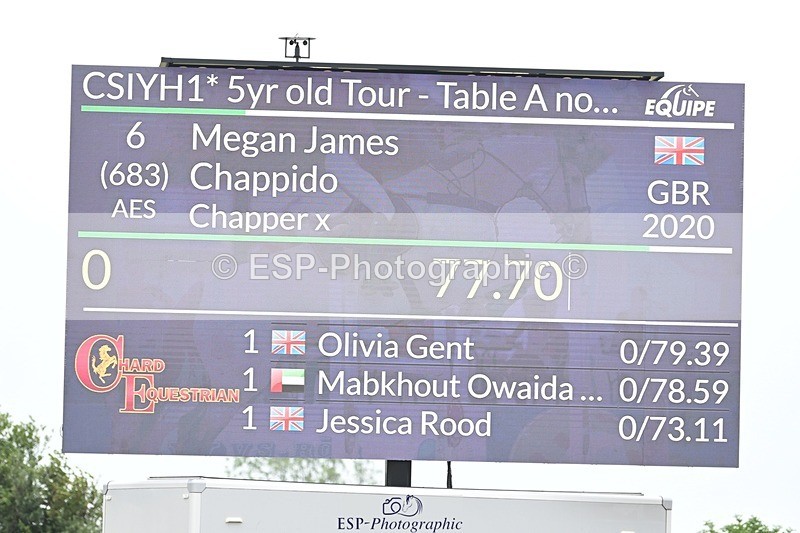 CSIYH1* 5yr old Tour - Table A no...
EQUIPE
6 Megan James
(683) Chappido GBR
AES Chapper x 2020
0 77.70
© ESP-Photographic ©
CHARD EQUESTRIAN
1 Olivia Gent 0/79.39
1 Mabkhout Owaida ... 0/78.59
1 Jessica Rood 0/73.11
ESP-Photographic